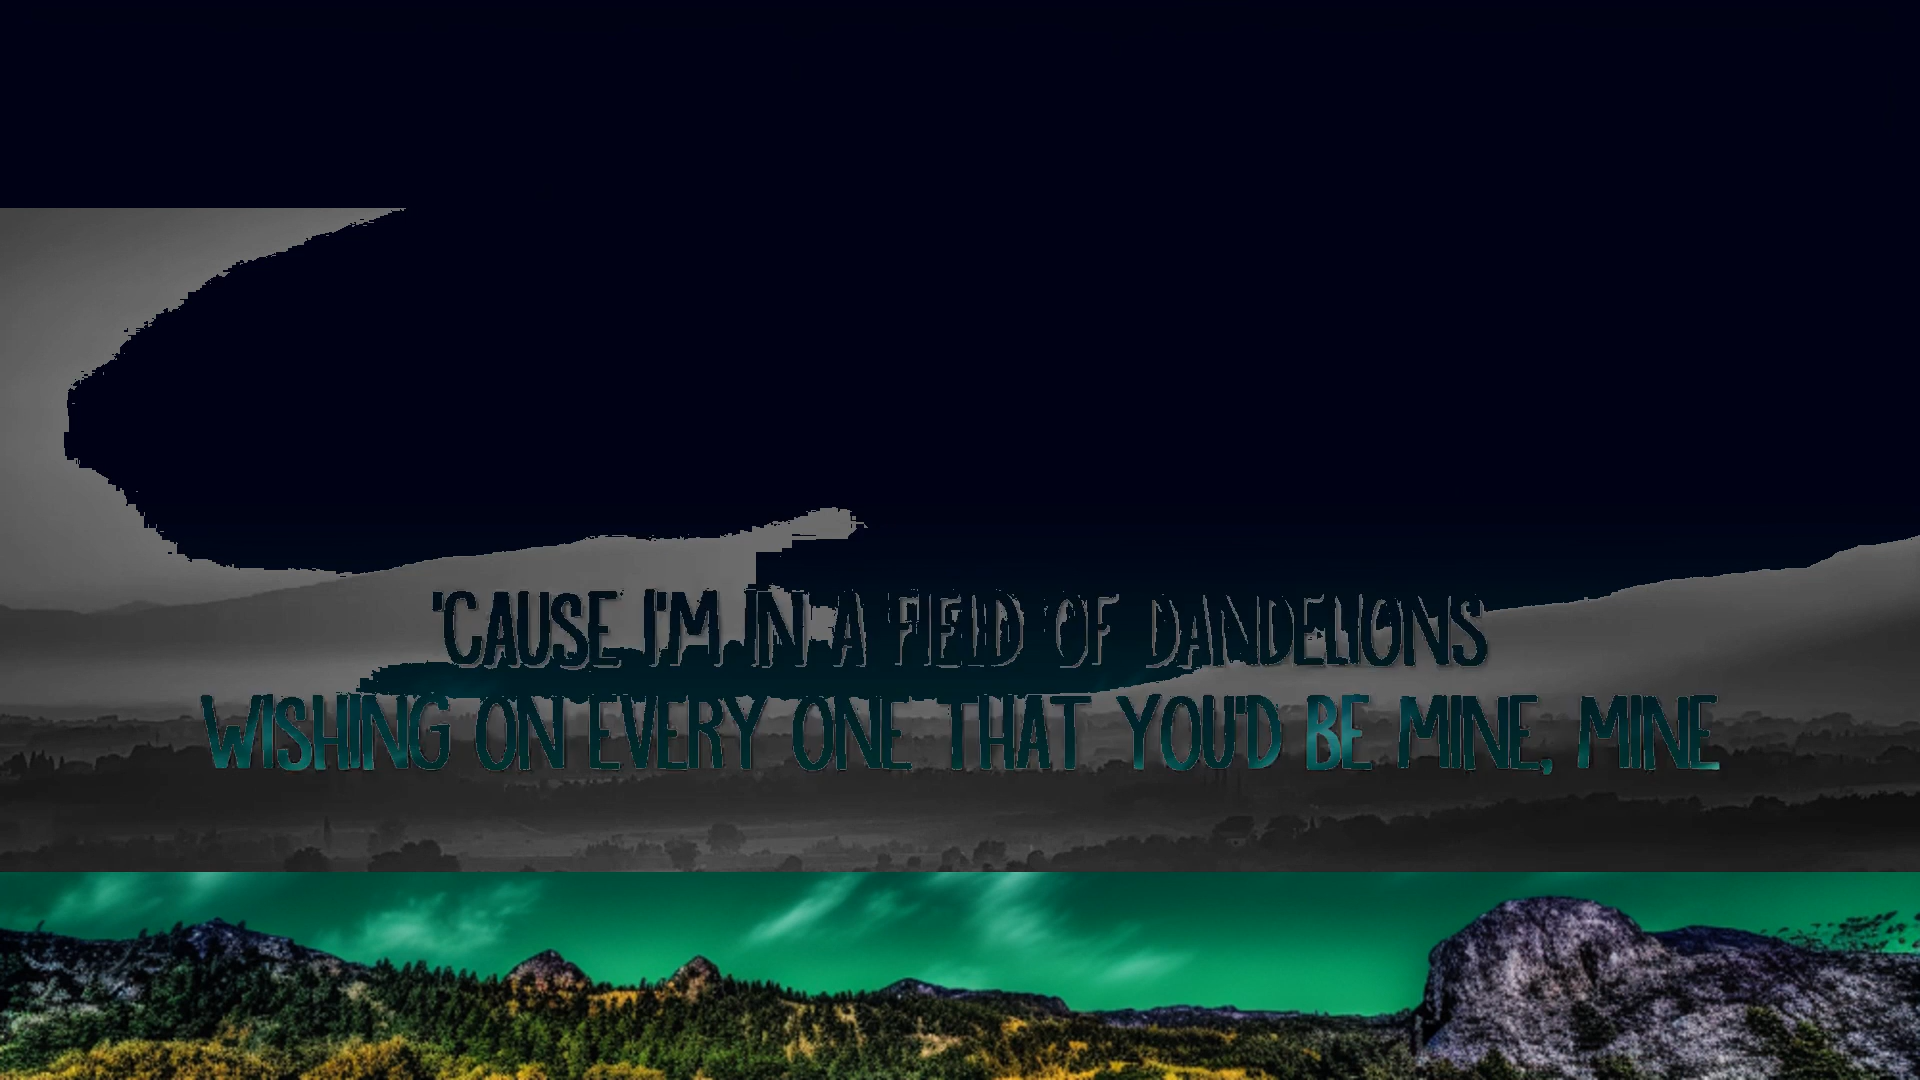 'CAUSE I'M IN A FIELD OF DANDELIONS
WISHING ON EVERY ONE THAT YOU'D BE MINE, MINE